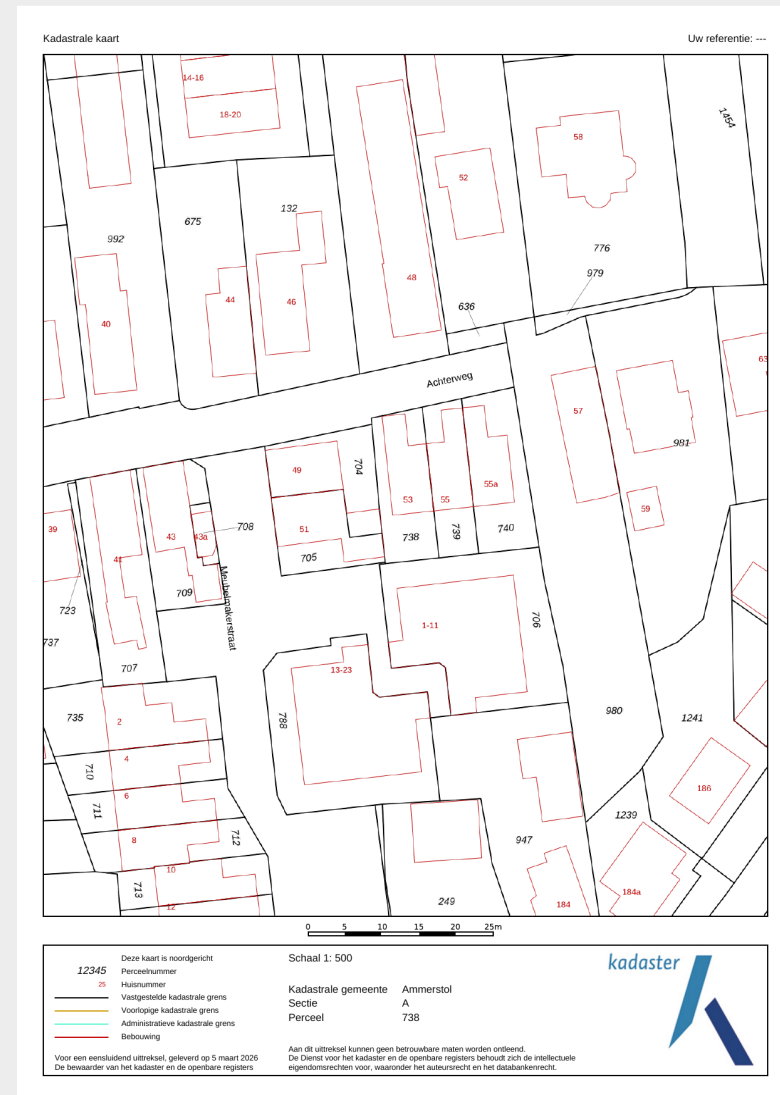 Kadastrale kaart
Uw referentie: ---
14-16
18-20
58
1454
52
132
675
992
776
979
48
44
46
636
40
63
Achterweg
57
981
49
704
55a
53
55
59
39
51
43
43a
708
738
739
740
41
705
709
723
Meubelmakerstraat
1-11
706
737
707
13-23
735
2
788
980
1241
4
710
6
186
711
1239
8
712
947
10
713
184a
249
184
12
0 5 10 15 20 25m
Deze kaart is noordgericht
12345 Perceelnummer
25 Huisnummer
Vastgestelde kadastrale grens
Voorlopige kadastrale grens
Administratieve kadastrale grens
Bebouwing
Voor een eensluidend uittreksel, geleverd op 5 maart 2026
De bewaarder van het kadaster en de openbare registers
Schaal 1: 500
Kadastrale gemeente Ammerstol
Sectie A
Perceel 738
Aan dit uittreksel kunnen geen betrouwbare maten worden ontleend.
De Dienst voor het kadaster en de openbare registers behoudt zich de intellectuele
eigendomsrechten voor, waaronder het auteursrecht en het databankenrecht.
kadaster